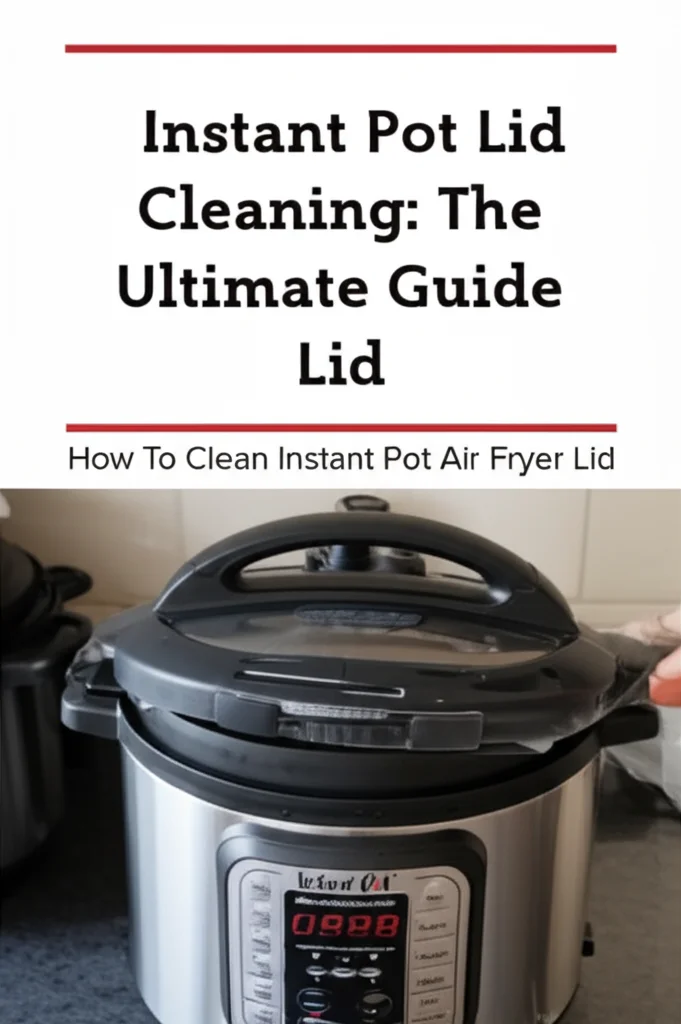 Instant Pot Lid
Cleaning: The
Ultimate Guide
Lid
How To Clean Instant Pot Air Fryer Lid